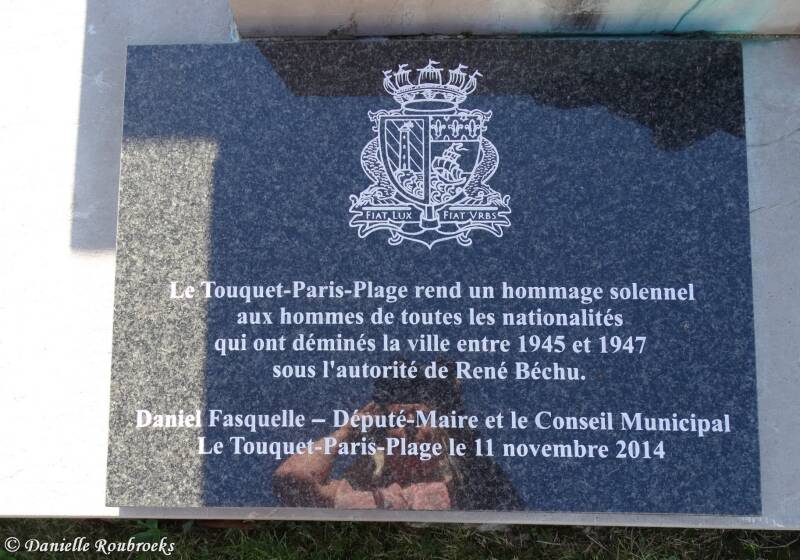 FIAT LUX FIAT VRBS
Le Touquet-Paris-Plage rend un hommage solennel
aux hommes de toutes les nationalités
qui ont déminés la ville entre 1945 et 1947
sous l'autorité de René Béchu.
Daniel Fasquelle – Député-Maire et le Conseil Municipal
Le Touquet-Paris-Plage le 11 novembre 2014
© Danielle Roubroeks